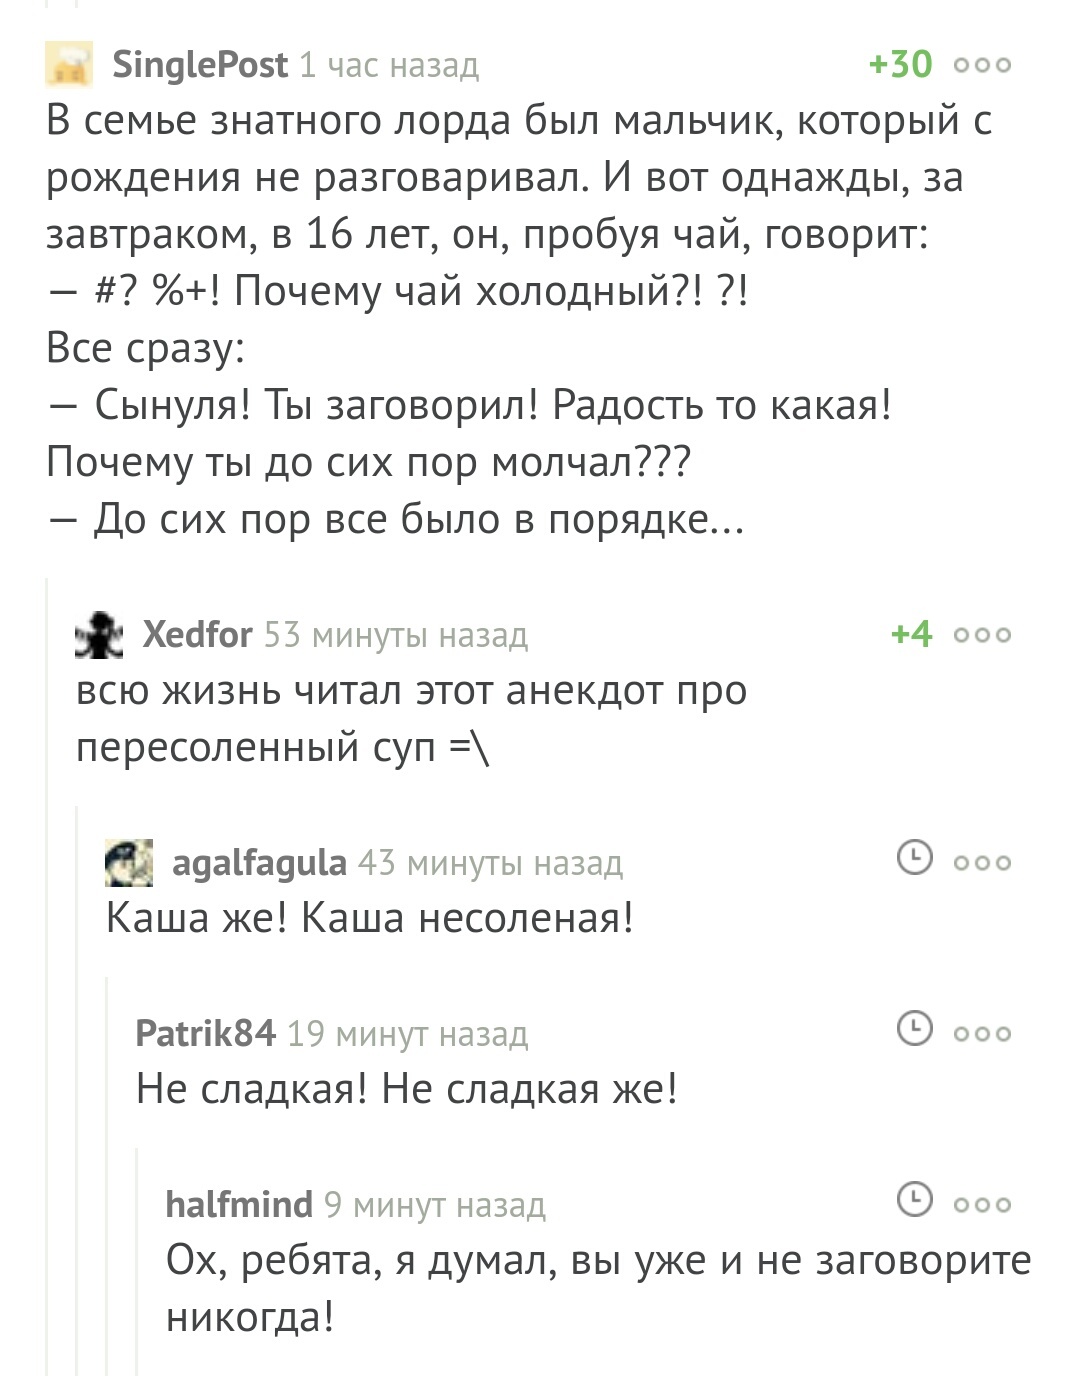 SinglePost 1 час назад +30
В семье знатного лорда был мальчик, который с
рождения не разговаривал. И вот однажды, за
завтраком, в 16 лет, он, пробуя чай, говорит:
— #? %+! Почему чай холодный?! ?!
Все сразу:
— Сынуля! Ты заговорил! Радость то какая!
Почему ты до сих пор молчал???
— До сих пор все было в порядке...
Xedfor 53 минуты назад +4
всю жизнь читал этот анекдот про
пересоленный суп =\
agalfagula 43 минуты назад
Каша же! Каша несоленая!
Patrik84 19 минут назад
Не сладкая! Не сладкая же!
halfmind 9 минут назад
Ох, ребята, я думал, вы уже и не заговорите
никогда!